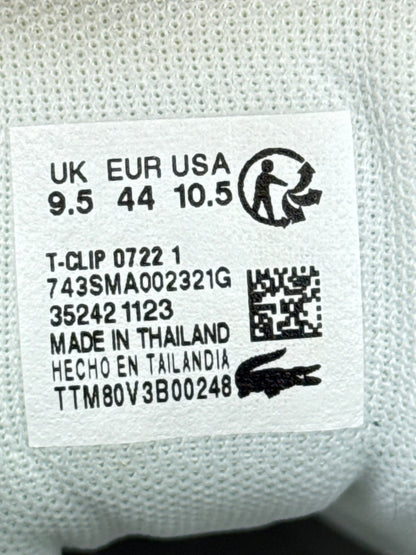 UK EUR USA
9.5 44 10.5
T-CLIP 0722 1
743SMA002321G
35242 1123
MADE IN THAILAND
HECHO EN TAILANDIA
TTM80V3B00248